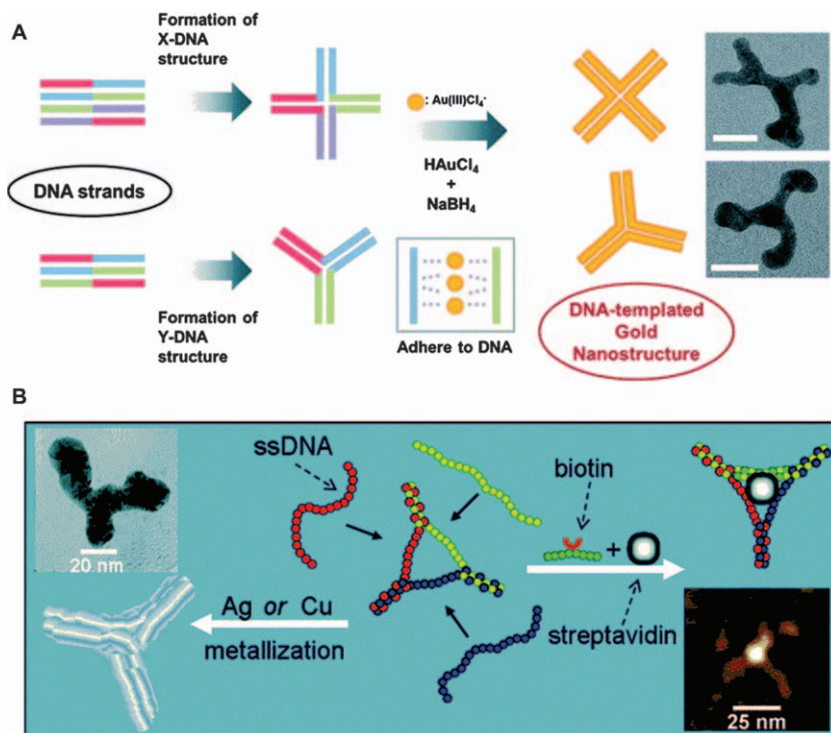 A
Formation of
X-DNA
structure
: Au(III)Cl₄⁻
HAuCl₄
+
NaBH₄
DNA strands
Formation of
Y-DNA
structure
Adhere to DNA
DNA-templated
Gold
Nanostructure
B
20 nm
ssDNA
biotin
+
Ag or Cu
metallization
streptavidin
25 nm